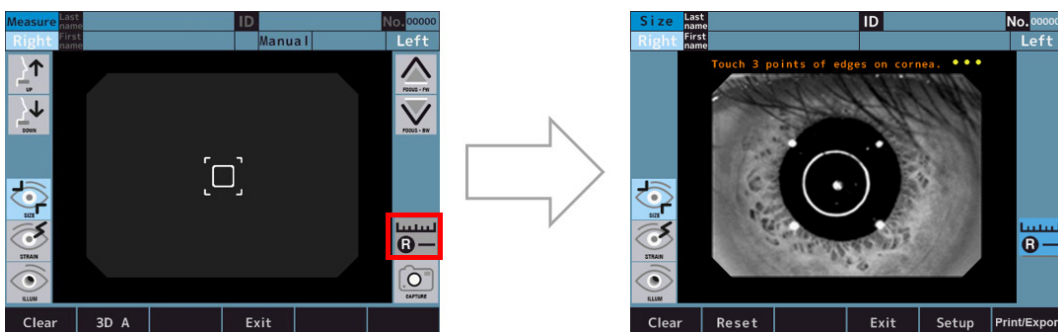 Measure Last name ID No. 00000
Right First name Manual Left
UP
FOCUS - FW
DOWN
FOCUS - BW
SIZE
STRAIN
R
ILLUM
CAPTURE
Clear 3D A Exit
Size Last name ID No. 00000
Right First name Left
Touch 3 points of edges on cornea.
SIZE
STRAIN
R
ILLUM
Clear Reset Exit Setup Print/Expor